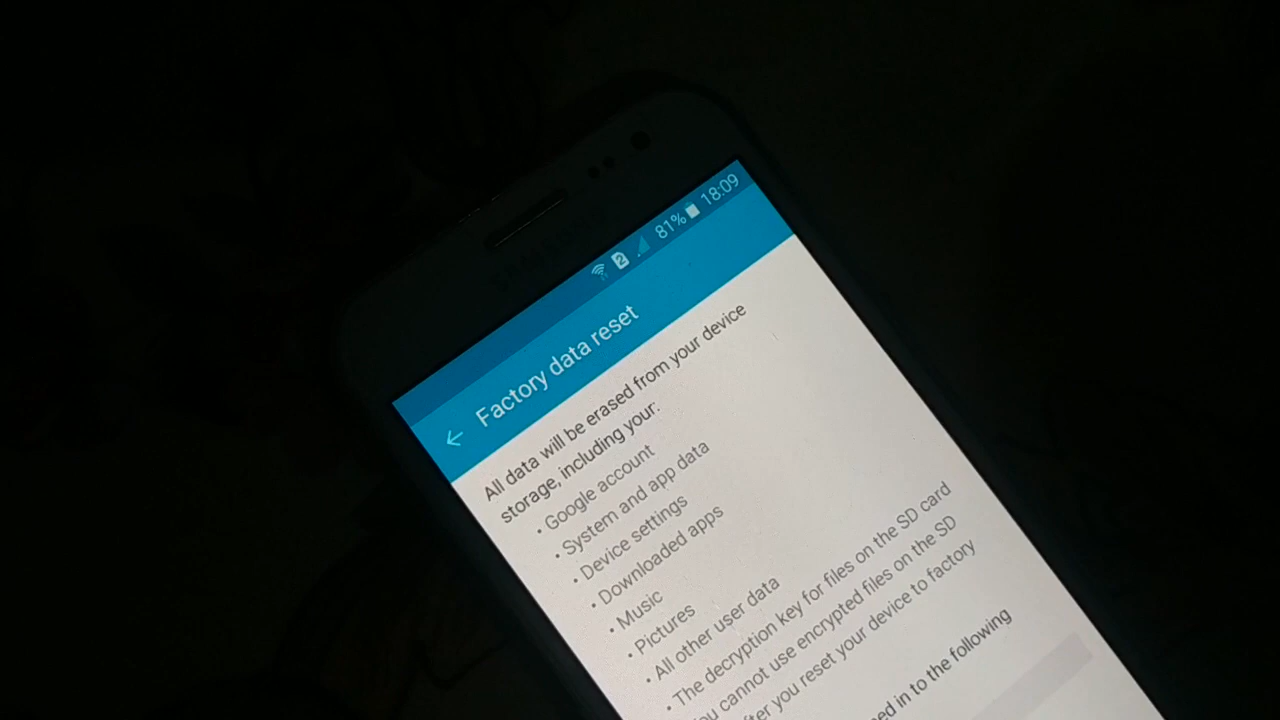 81% 18:09
2
Factory data reset
All data will be erased from your device
storage, including your:
• Google account
• System and app data
• Device settings
• Downloaded apps
• Music
• Pictures
• All other user data
• The decryption key for files on the SD card
cannot use encrypted files on the SD
you reset your device to factory
in to the following